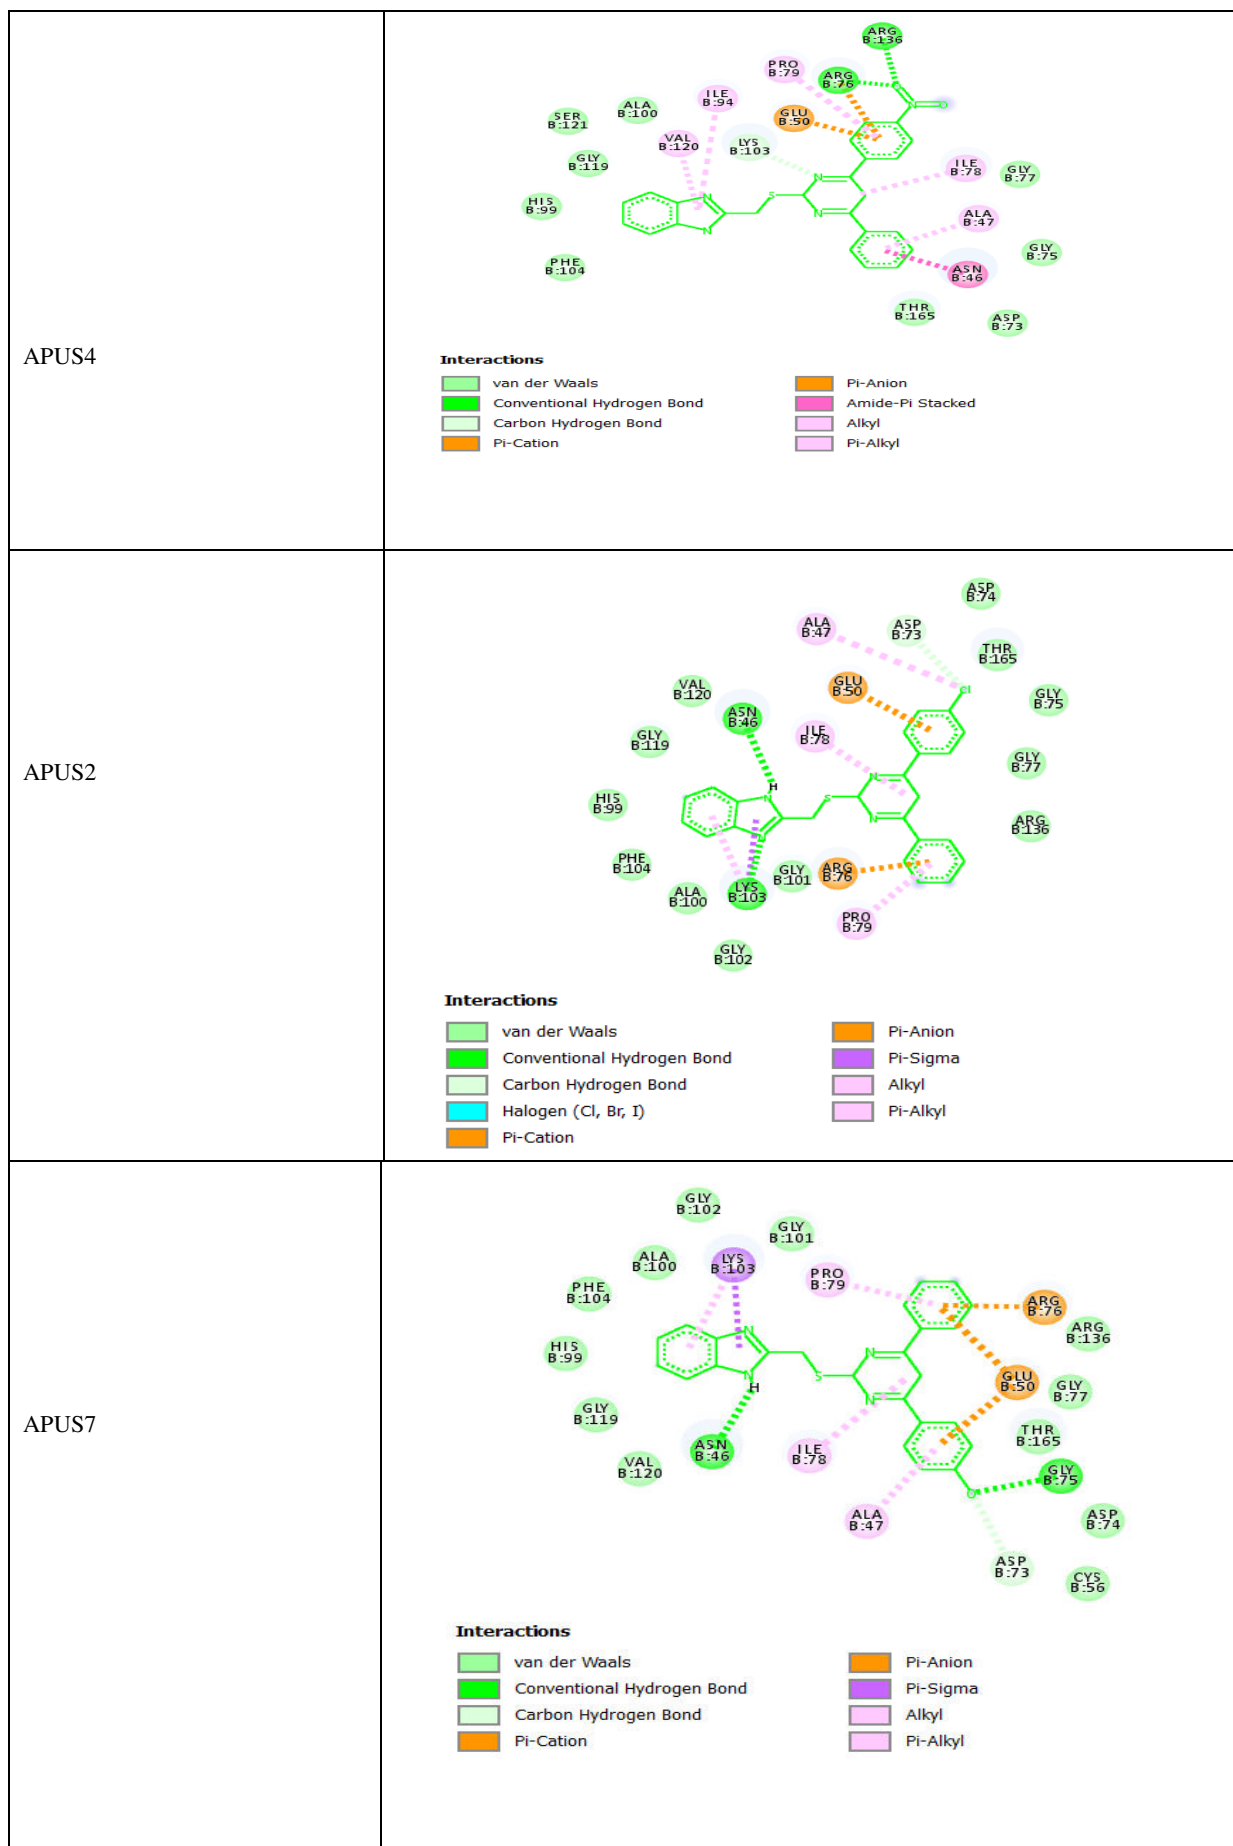 APUS4
ARG
B:136
PRO
B:79
ARG
B:76
ILE
B:94
ALA
B:100
SER
B:121
GLU
B:50
VAL
B:120
LYS
B:103
GLY
B:119
ILE
B:78
GLY
B:77
HIS
B:99
ALA
B:47
PHE
B:104
ASN
B:46
GLY
B:75
THR
B:165
ASP
B:73
N
N
S
N
N
N
O
O
Interactions
van der Waals
Conventional Hydrogen Bond
Carbon Hydrogen Bond
Pi-Cation
Pi-Anion
Amide-Pi Stacked
Alkyl
Pi-Alkyl
APUS2
ASP
B:74
ALA
B:47
ASP
B:73
THR
B:165
VAL
B:120
GLU
B:50
GLY
B:75
ASN
B:46
ILE
B:78
GLY
B:119
GLY
B:77
HIS
B:99
ARG
B:136
PHE
B:104
ALA
B:100
LYS
B:103
GLY
B:101
ARG
B:76
PRO
B:79
GLY
B:102
Cl
H
N
N
S
N
N
Interactions
van der Waals
Conventional Hydrogen Bond
Carbon Hydrogen Bond
Halogen (Cl, Br, I)
Pi-Cation
Pi-Anion
Pi-Sigma
Alkyl
Pi-Alkyl
APUS7
GLY
B:102
GLY
B:101
ALA
B:100
LYS
B:103
PRO
B:79
PHE
B:104
ARG
B:76
HIS
B:99
ARG
B:136
GLY
B:119
GLU
B:50
GLY
B:77
VAL
B:120
ASN
B:46
ILE
B:78
THR
B:165
GLY
B:75
ALA
B:47
ASP
B:74
ASP
B:73
CYS
B:56
N
N
H
S
N
N
O
Interactions
van der Waals
Conventional Hydrogen Bond
Carbon Hydrogen Bond
Pi-Cation
Pi-Anion
Pi-Sigma
Alkyl
Pi-Alkyl